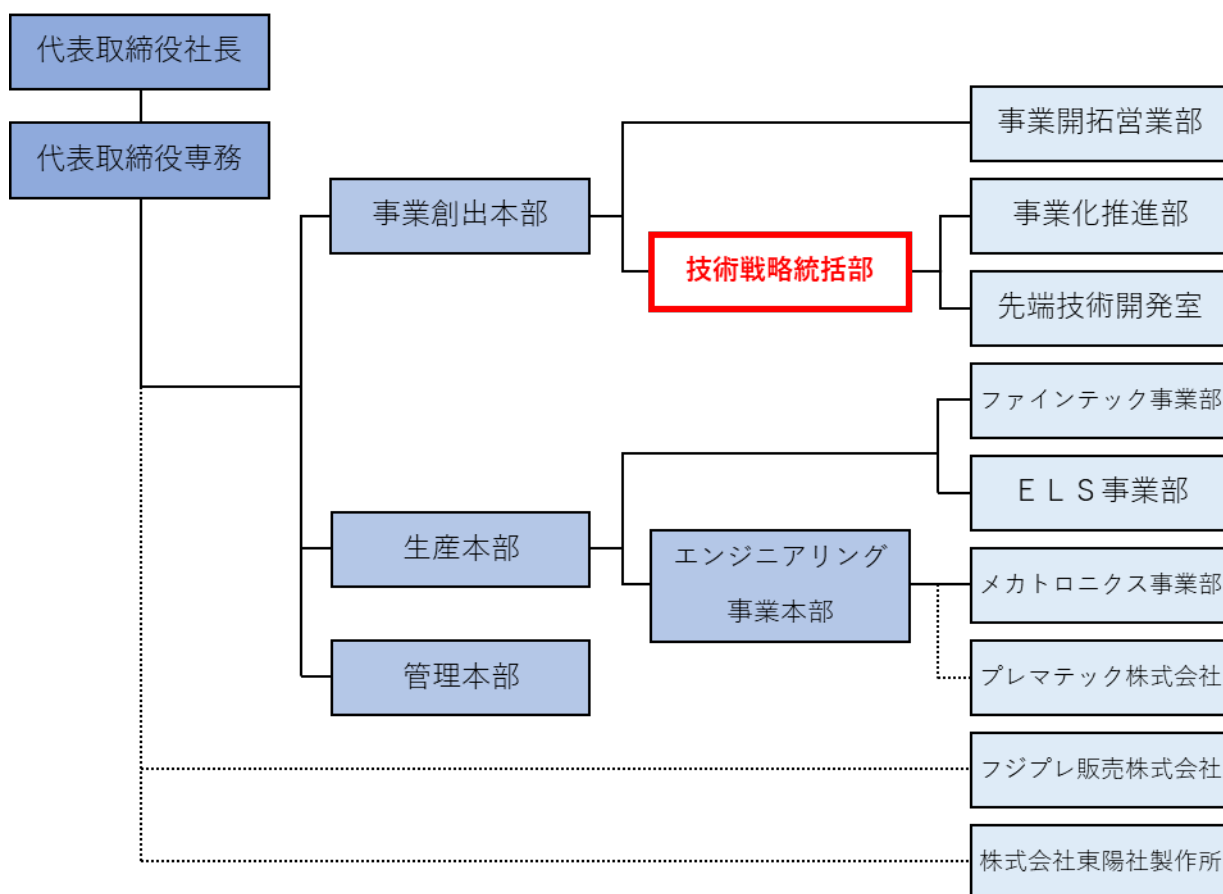 代表取締役社長
代表取締役専務
事業創出本部
技術戦略統括部
事業開拓営業部
事業化推進部
先端技術開発室
生産本部
エンジニアリング
事業本部
ファインテック事業部
ＥＬＳ事業部
メカトロニクス事業部
プレマテック株式会社
管理本部
フジプレ販売株式会社
株式会社東陽社製作所